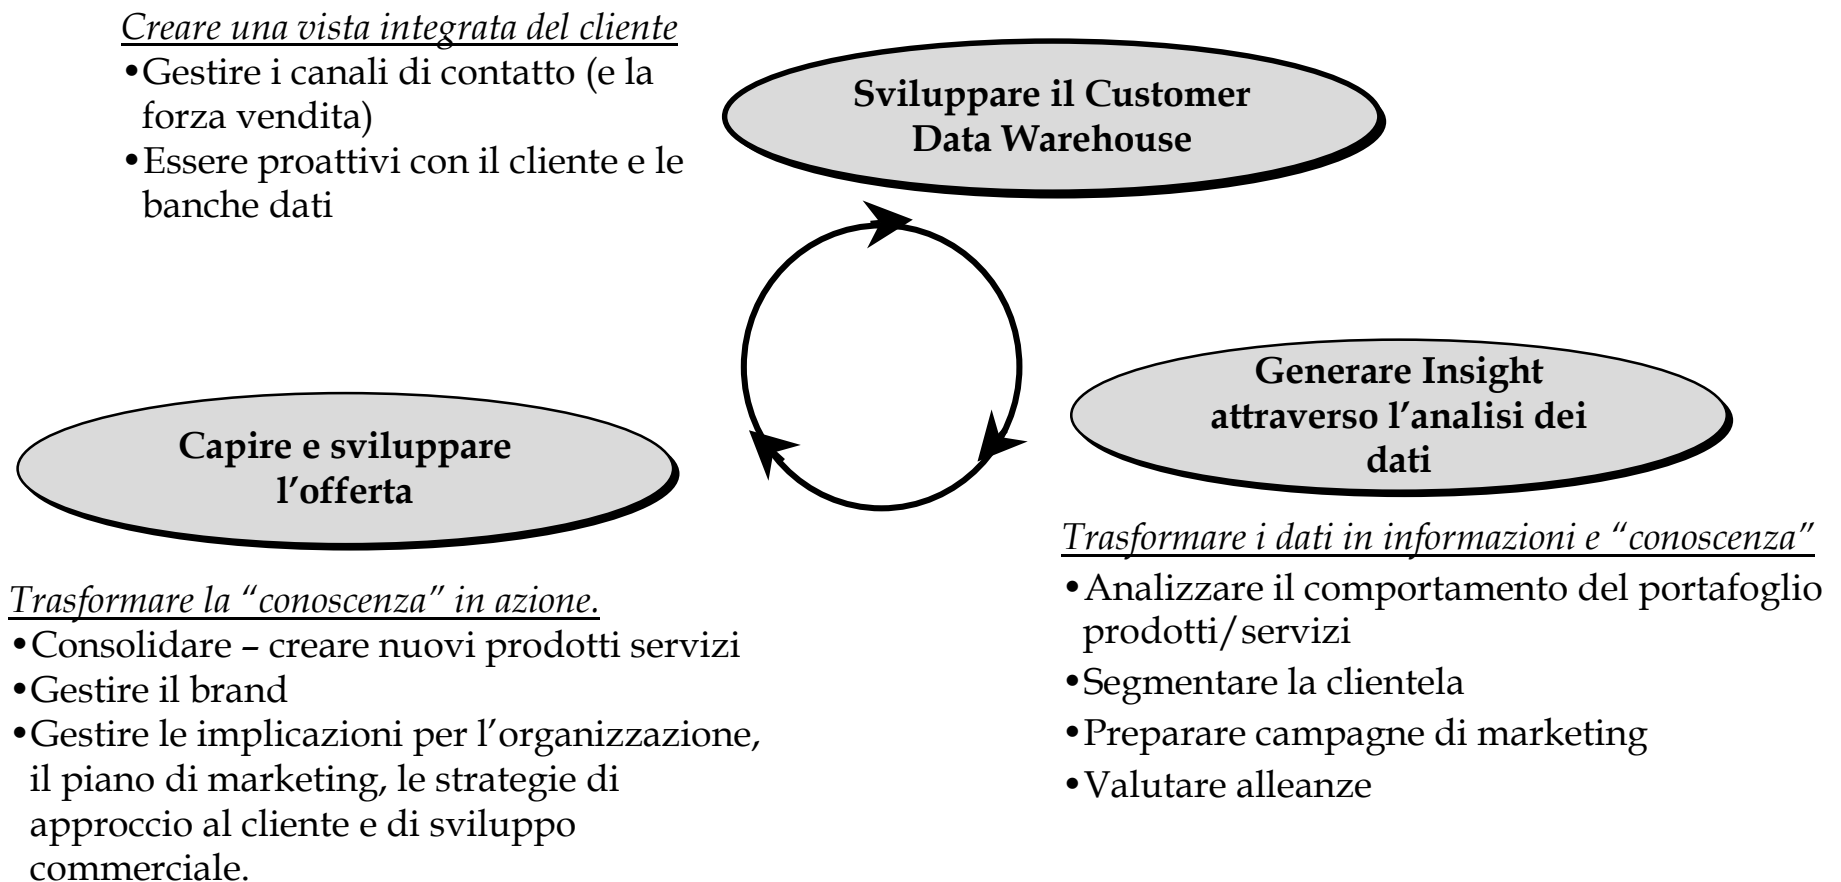 Creare una vista integrata del cliente
•Gestire i canali di contatto (e la
forza vendita)
•Essere proattivi con il cliente e le
banche dati
Sviluppare il Customer
Data Warehouse
Generare Insight
attraverso l’analisi dei
dati
Trasformare i dati in informazioni e “conoscenza”
•Analizzare il comportamento del portafoglio
prodotti/servizi
•Segmentare la clientela
•Preparare campagne di marketing
•Valutare alleanze
Capire e sviluppare
l’offerta
Trasformare la “conoscenza” in azione.
•Consolidare – creare nuovi prodotti servizi
•Gestire il brand
•Gestire le implicazioni per l’organizzazione,
il piano di marketing, le strategie di
approccio al cliente e di sviluppo
commerciale.